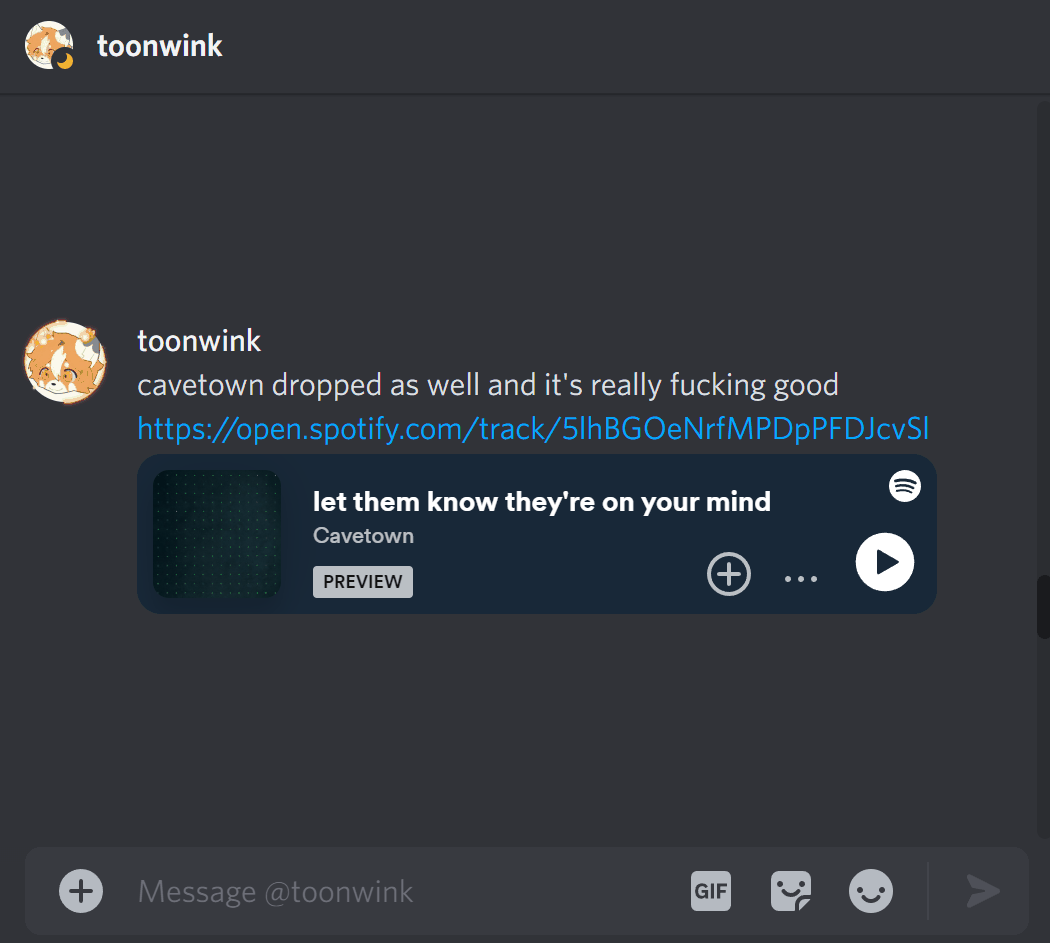 toonwink
toonwink
cavetown dropped as well and it's really fucking good
https://open.spotify.com/track/5lhBGOeNrfMPDpPFDJcvSl
let them know they're on your mind
Cavetown
PREVIEW
Message @toonwink
GIF